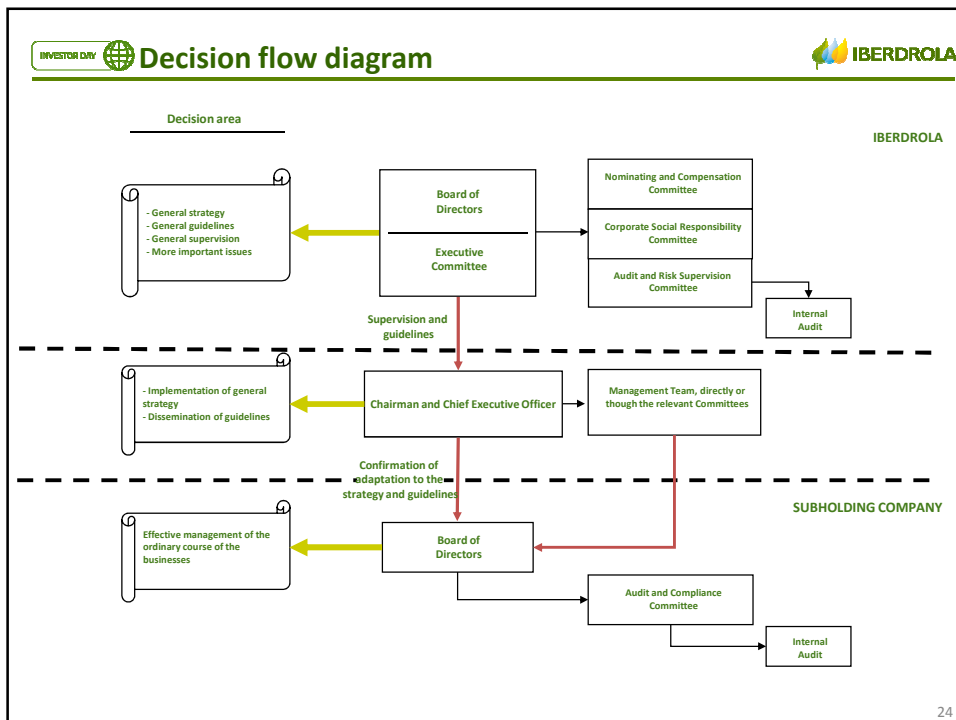 INVESTOR DAY
Decision flow diagram
IBERDROLA
Decision area
IBERDROLA
- General strategy
- General guidelines
- General supervision
- More important issues
Board of
Directors
Executive
Committee
Nominating and Compensation
Committee
Corporate Social Responsibility
Committee
Audit and Risk Supervision
Committee
Internal
Audit
Supervision and
guidelines
- Implementation of general
strategy
- Dissemination of guidelines
Chairman and Chief Executive Officer
Management Team, directly or
though the relevant Committees
Confirmation of
adaptation to the
strategy and guidelines
SUBHOLDING COMPANY
Effective management of the
ordinary course of the
businesses
Board of
Directors
Audit and Compliance
Committee
Internal
Audit
24